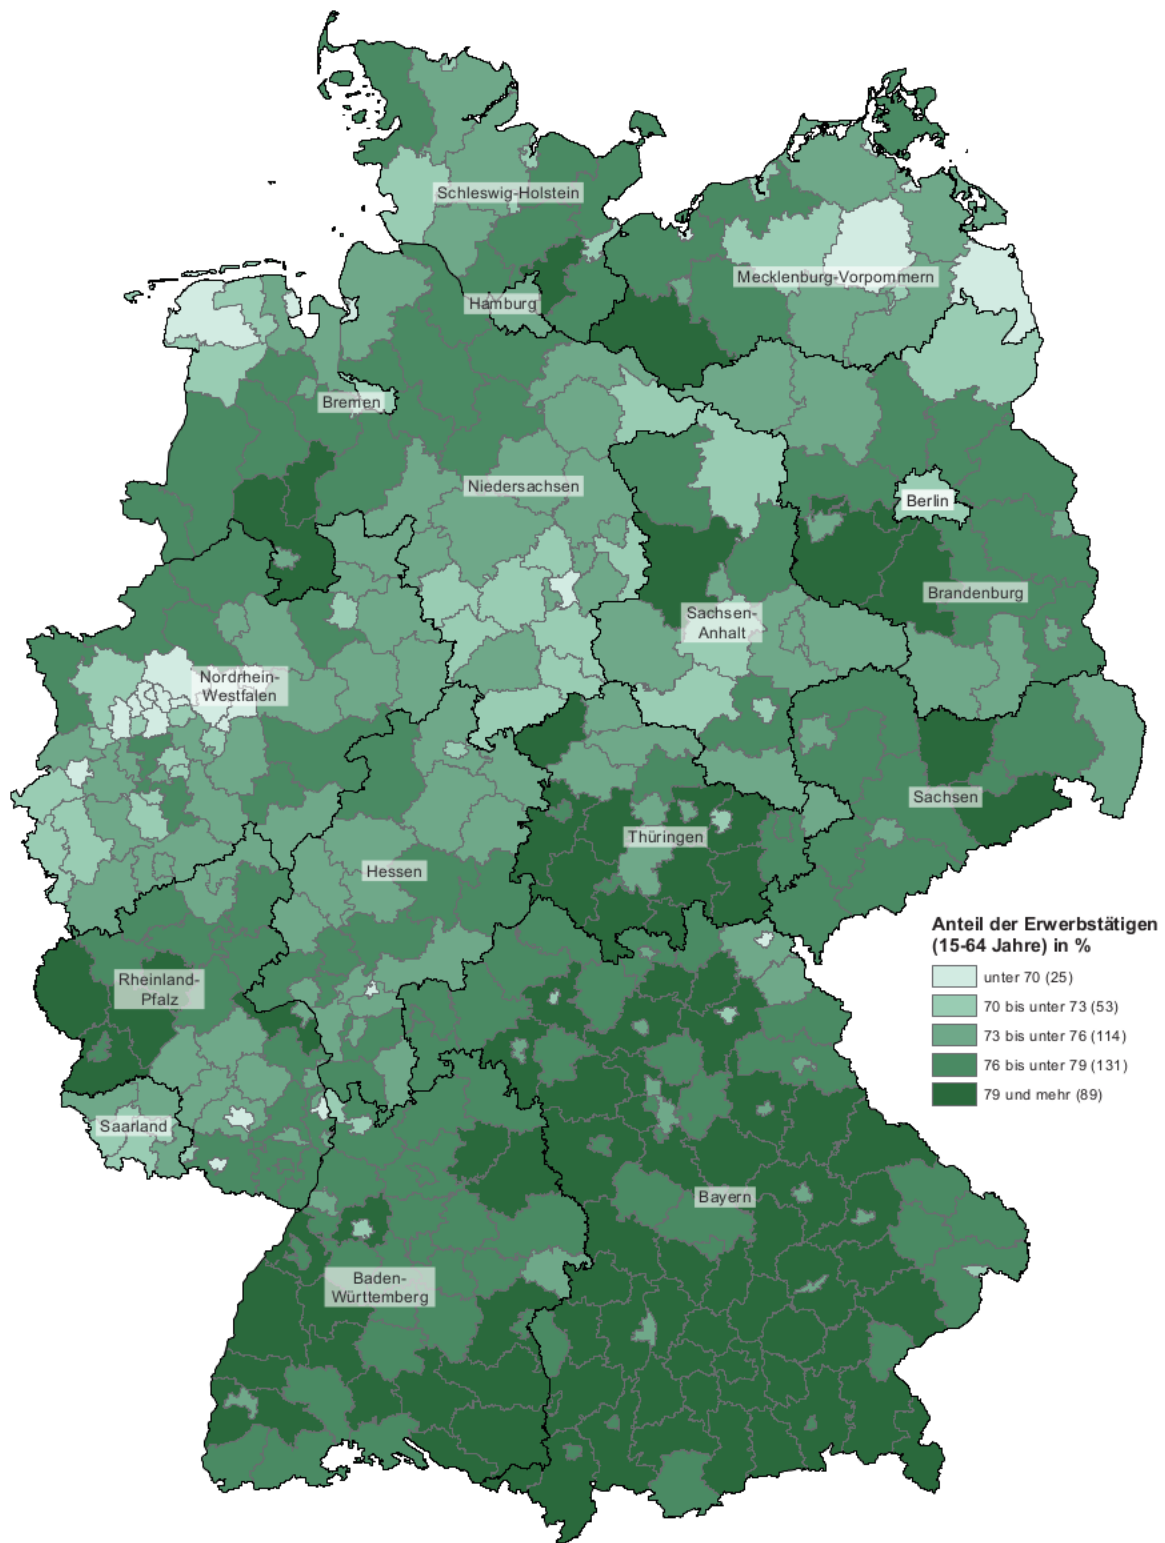 Schleswig-Holstein
Mecklenburg-Vorpommern
Hamburg
Bremen
Niedersachsen
Berlin
Brandenburg
Sachsen-
Anhalt
Nordrhein-
Westfalen
Sachsen
Thüringen
Hessen
Rheinland-
Pfalz
Saarland
Bayern
Baden-
Württemberg
Anteil der Erwerbstätigen
(15-64 Jahre) in %
unter 70 (25)
70 bis unter 73 (53)
73 bis unter 76 (114)
76 bis unter 79 (131)
79 und mehr (89)